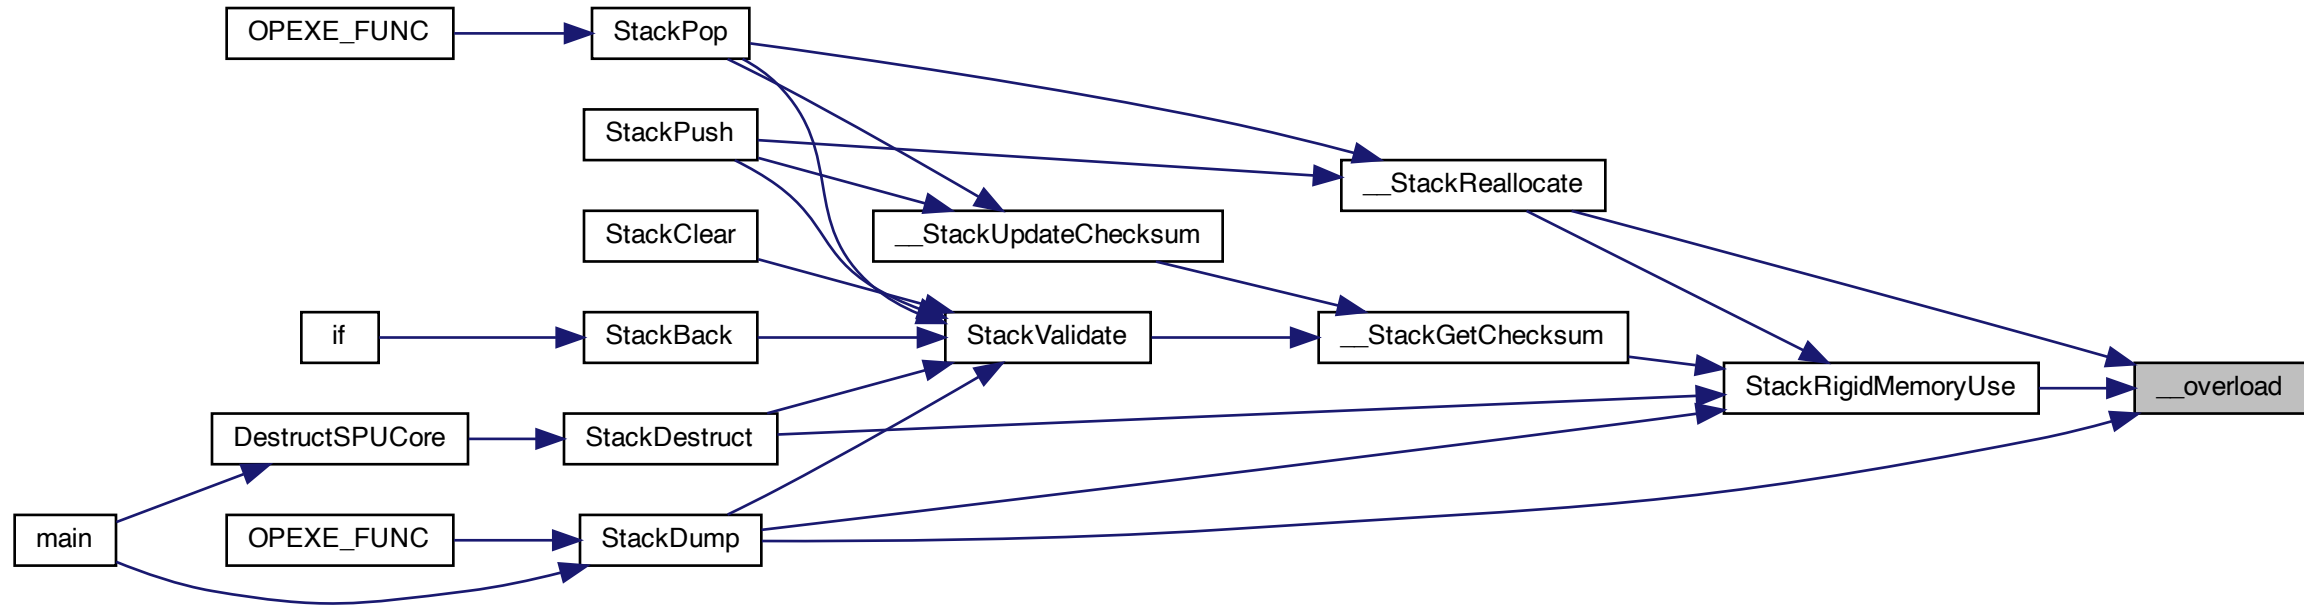 OPEXE_FUNC
StackPop
StackPush
__StackReallocate
StackClear
__StackUpdateChecksum
if
StackBack
StackValidate
__StackGetChecksum
StackRigidMemoryUse
__overload
DestructSPUCore
StackDestruct
main
OPEXE_FUNC
StackDump